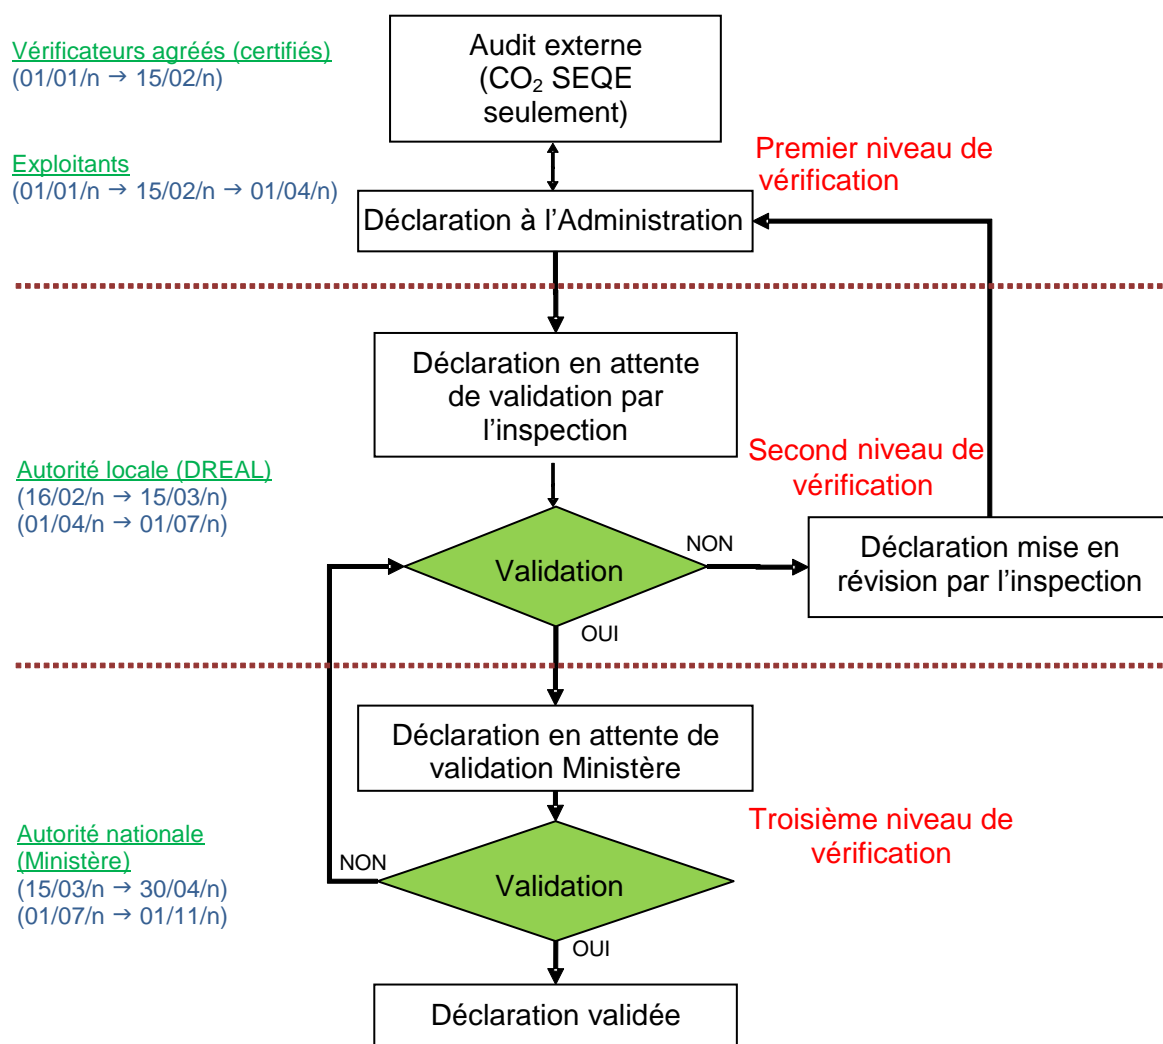 Vérificateurs agréés (certifiés)
(01/01/n → 15/02/n)
Audit externe
(CO₂ SEQE
seulement)
Exploitants
(01/01/n → 15/02/n → 01/04/n)
Premier niveau de
vérification
Déclaration à l’Administration
Déclaration en attente
de validation par
l’inspection
Autorité locale (DREAL)
(16/02/n → 15/03/n)
(01/04/n → 01/07/n)
Second niveau de
vérification
Validation
NON
Déclaration mise en
révision par l’inspection
OUI
Déclaration en attente de
validation Ministère
Autorité nationale
(Ministère)
(15/03/n → 30/04/n)
(01/07/n → 01/11/n)
Troisième niveau de
vérification
NON
Validation
OUI
Déclaration validée